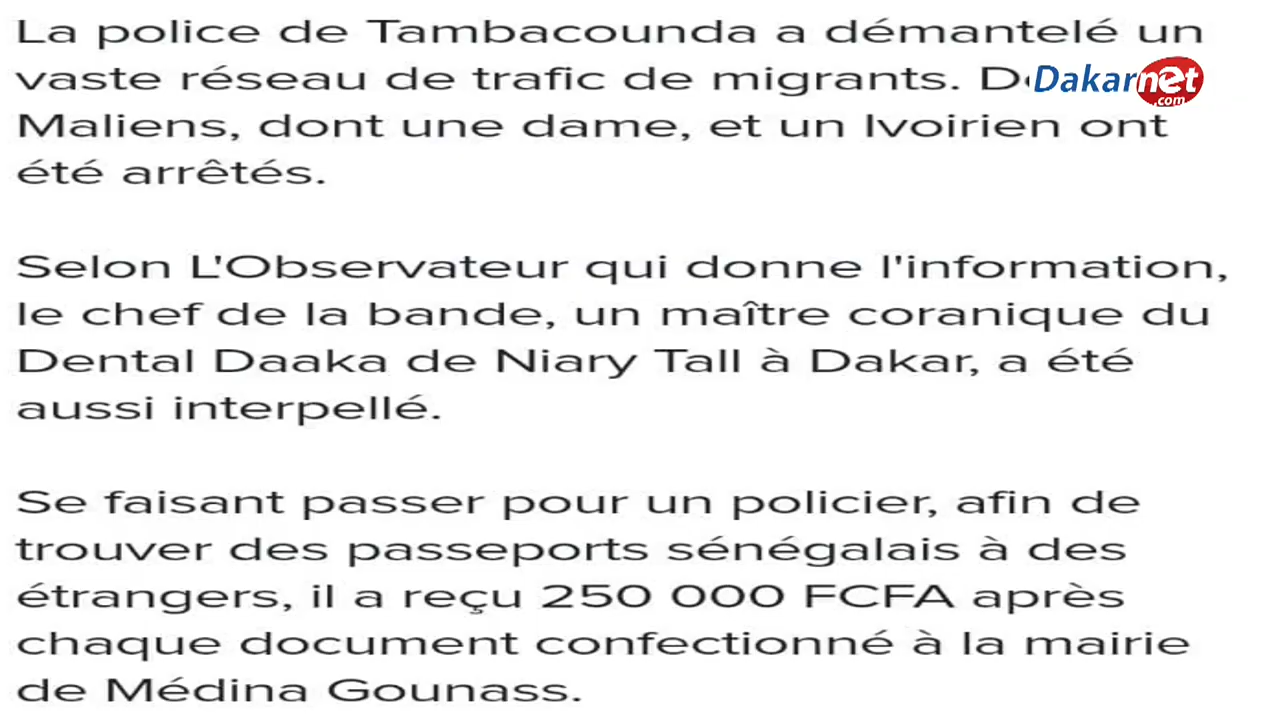 La police de Tambacounda a démantelé un
vaste réseau de trafic de migrants.
Dakarnet
.com
Maliens, dont une dame, et un Ivoirien ont
été arrêtés.
Selon L'Observateur qui donne l'information,
le chef de la bande, un maître coranique du
Dental Daaka de Niary Tall à Dakar, a été
aussi interpellé.
Se faisant passer pour un policier, afin de
trouver des passeports sénégalais à des
étrangers, il a reçu 250 000 FCFA après
chaque document confectionné à la mairie
de Médina Gounass.